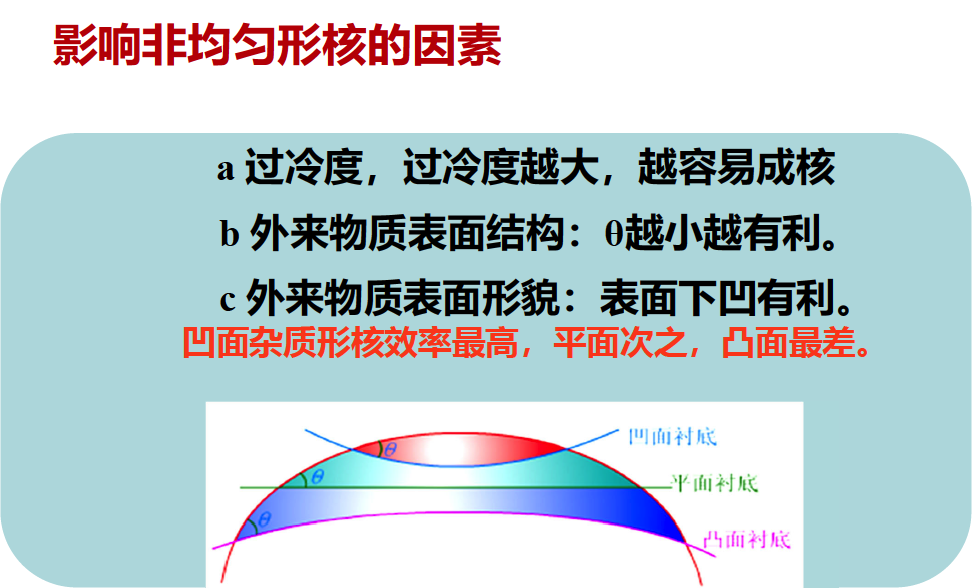 影响非均匀形核的因素
a 过冷度，过冷度越大，越容易成核
b 外来物质表面结构：θ越小越有利。
c 外来物质表面形貌：表面下凹有利。
凹面杂质形核效率最高，平面次之，凸面最差。
θ
凹面衬底
θ
平面衬底
θ
凸面衬底